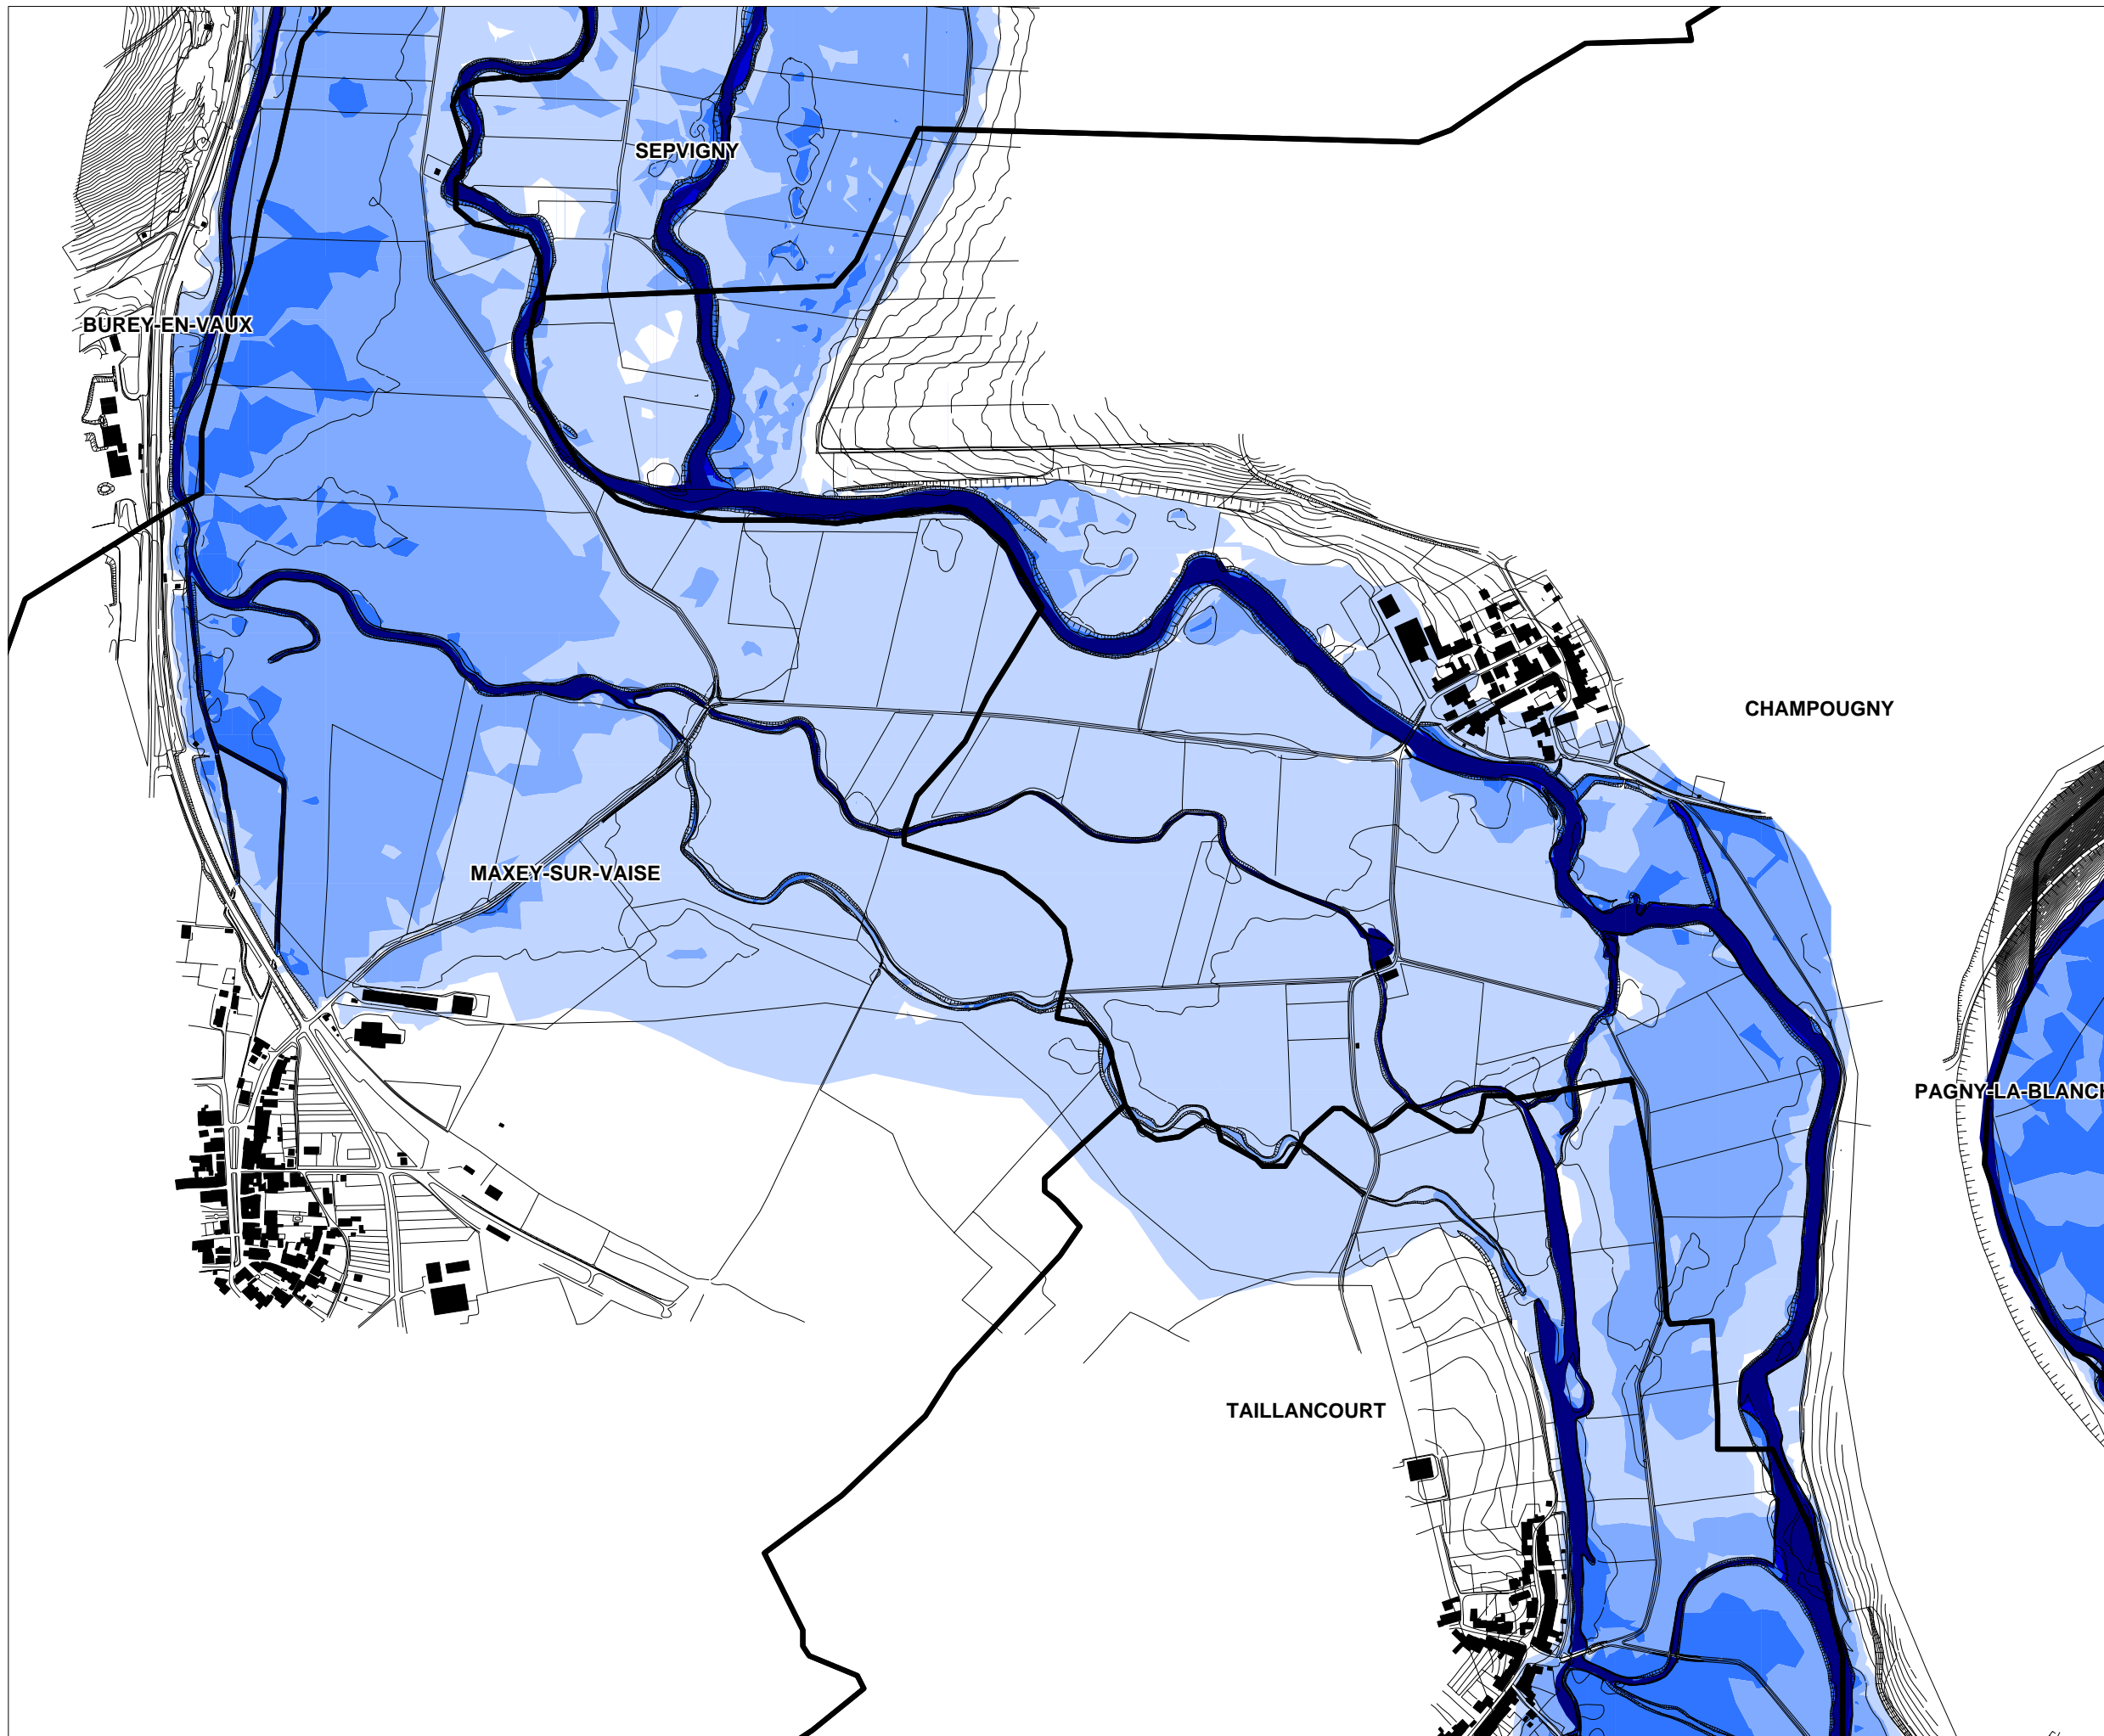 SEPVIGNY
BUREY-EN-VAUX
CHAMPOUGNY
MAXEY-SUR-VAISE
PAGNY-LA-BLANCH
TAILLANCOURT